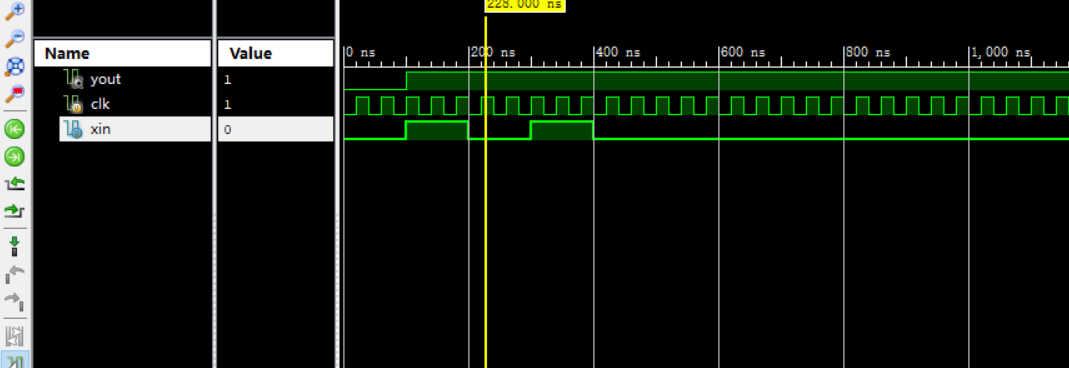 228.000 ns
Name Value
0 ns 200 ns 400 ns 600 ns 800 ns 1,000 ns
yout 1
clk 1
xin 0